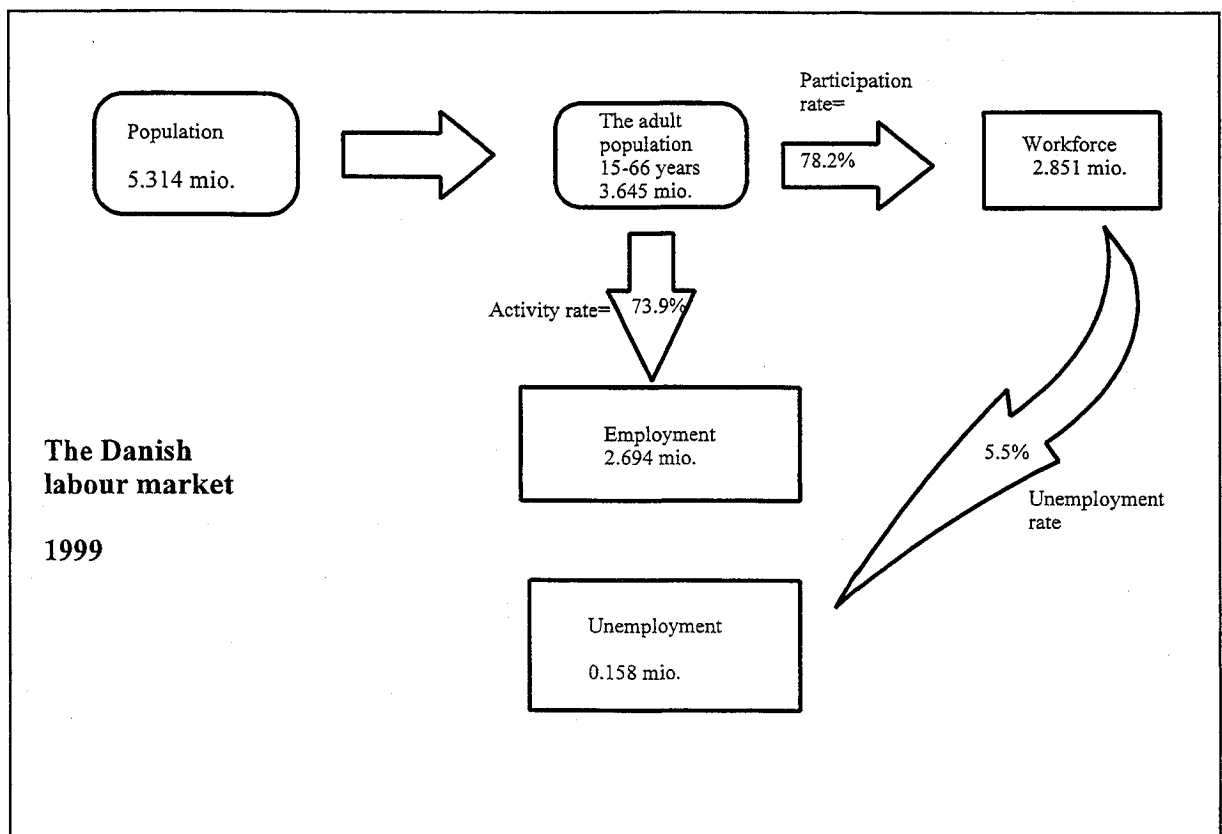 Population
5.314 mio.
The adult
population
15-66 years
3.645 mio.
Participation
rate=
78.2%
Workforce
2.851 mio.
Activity rate=
73.9%
Employment
2.694 mio.
5.5%
Unemployment
rate
The Danish
labour market
1999
Unemployment
0.158 mio.